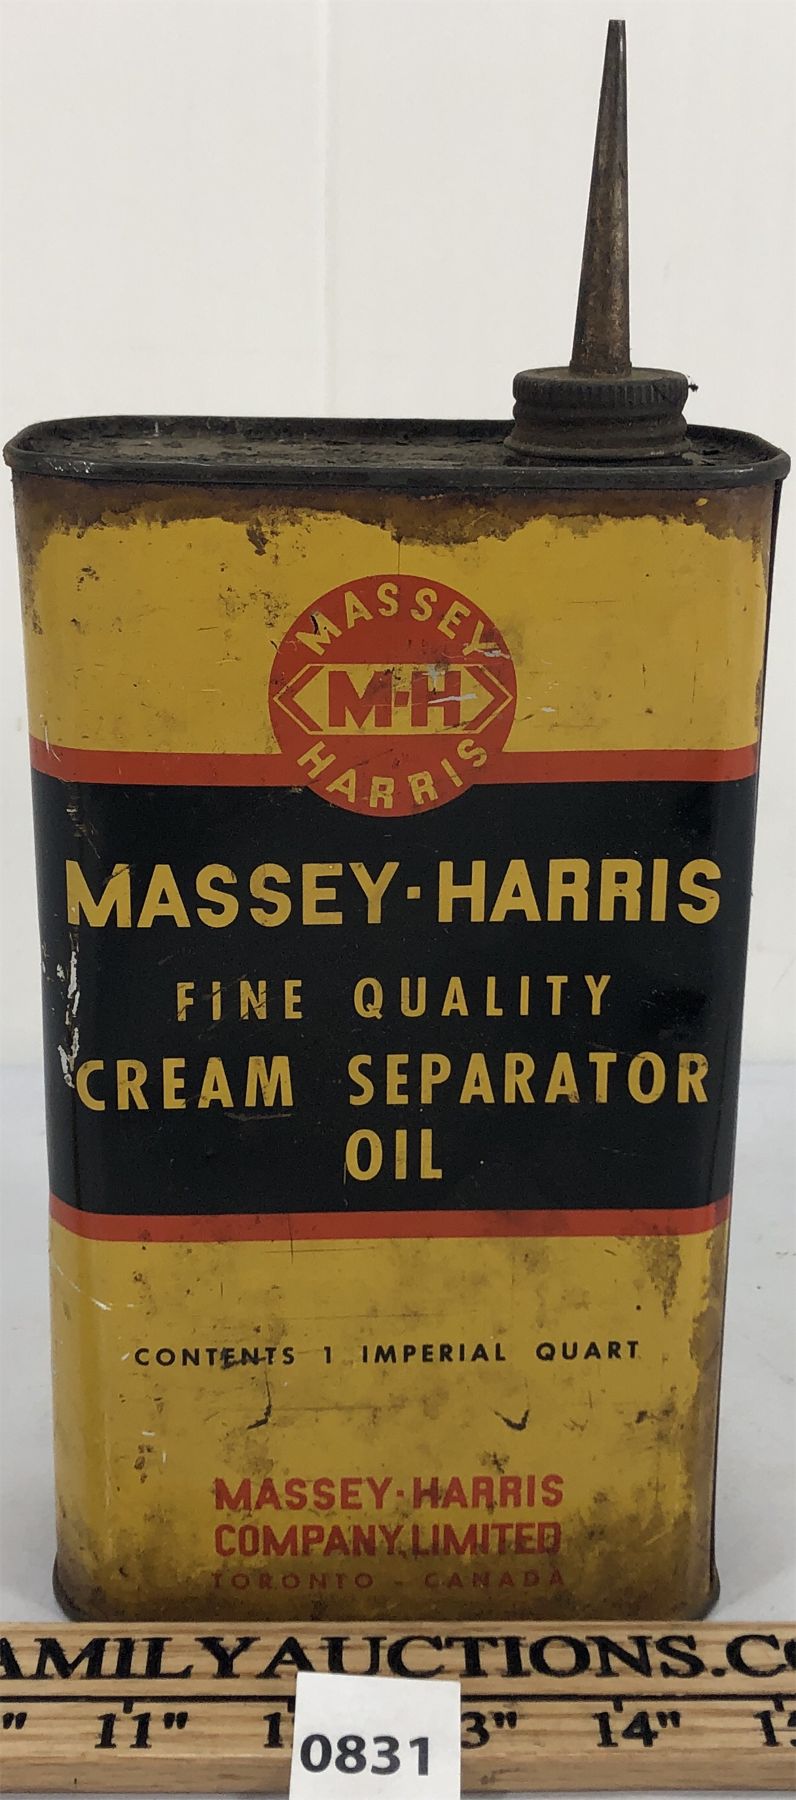 MASSEY
M-H
HARRIS
MASSEY-HARRIS
FINE QUALITY
CREAM SEPARATOR
OIL
CONTENTS 1 IMPERIAL QUART
MASSEY-HARRIS
COMPANY, LIMITED
TORONTO - CANADA
AMILYAUCTIONS.C
11" 3" 14"
0831